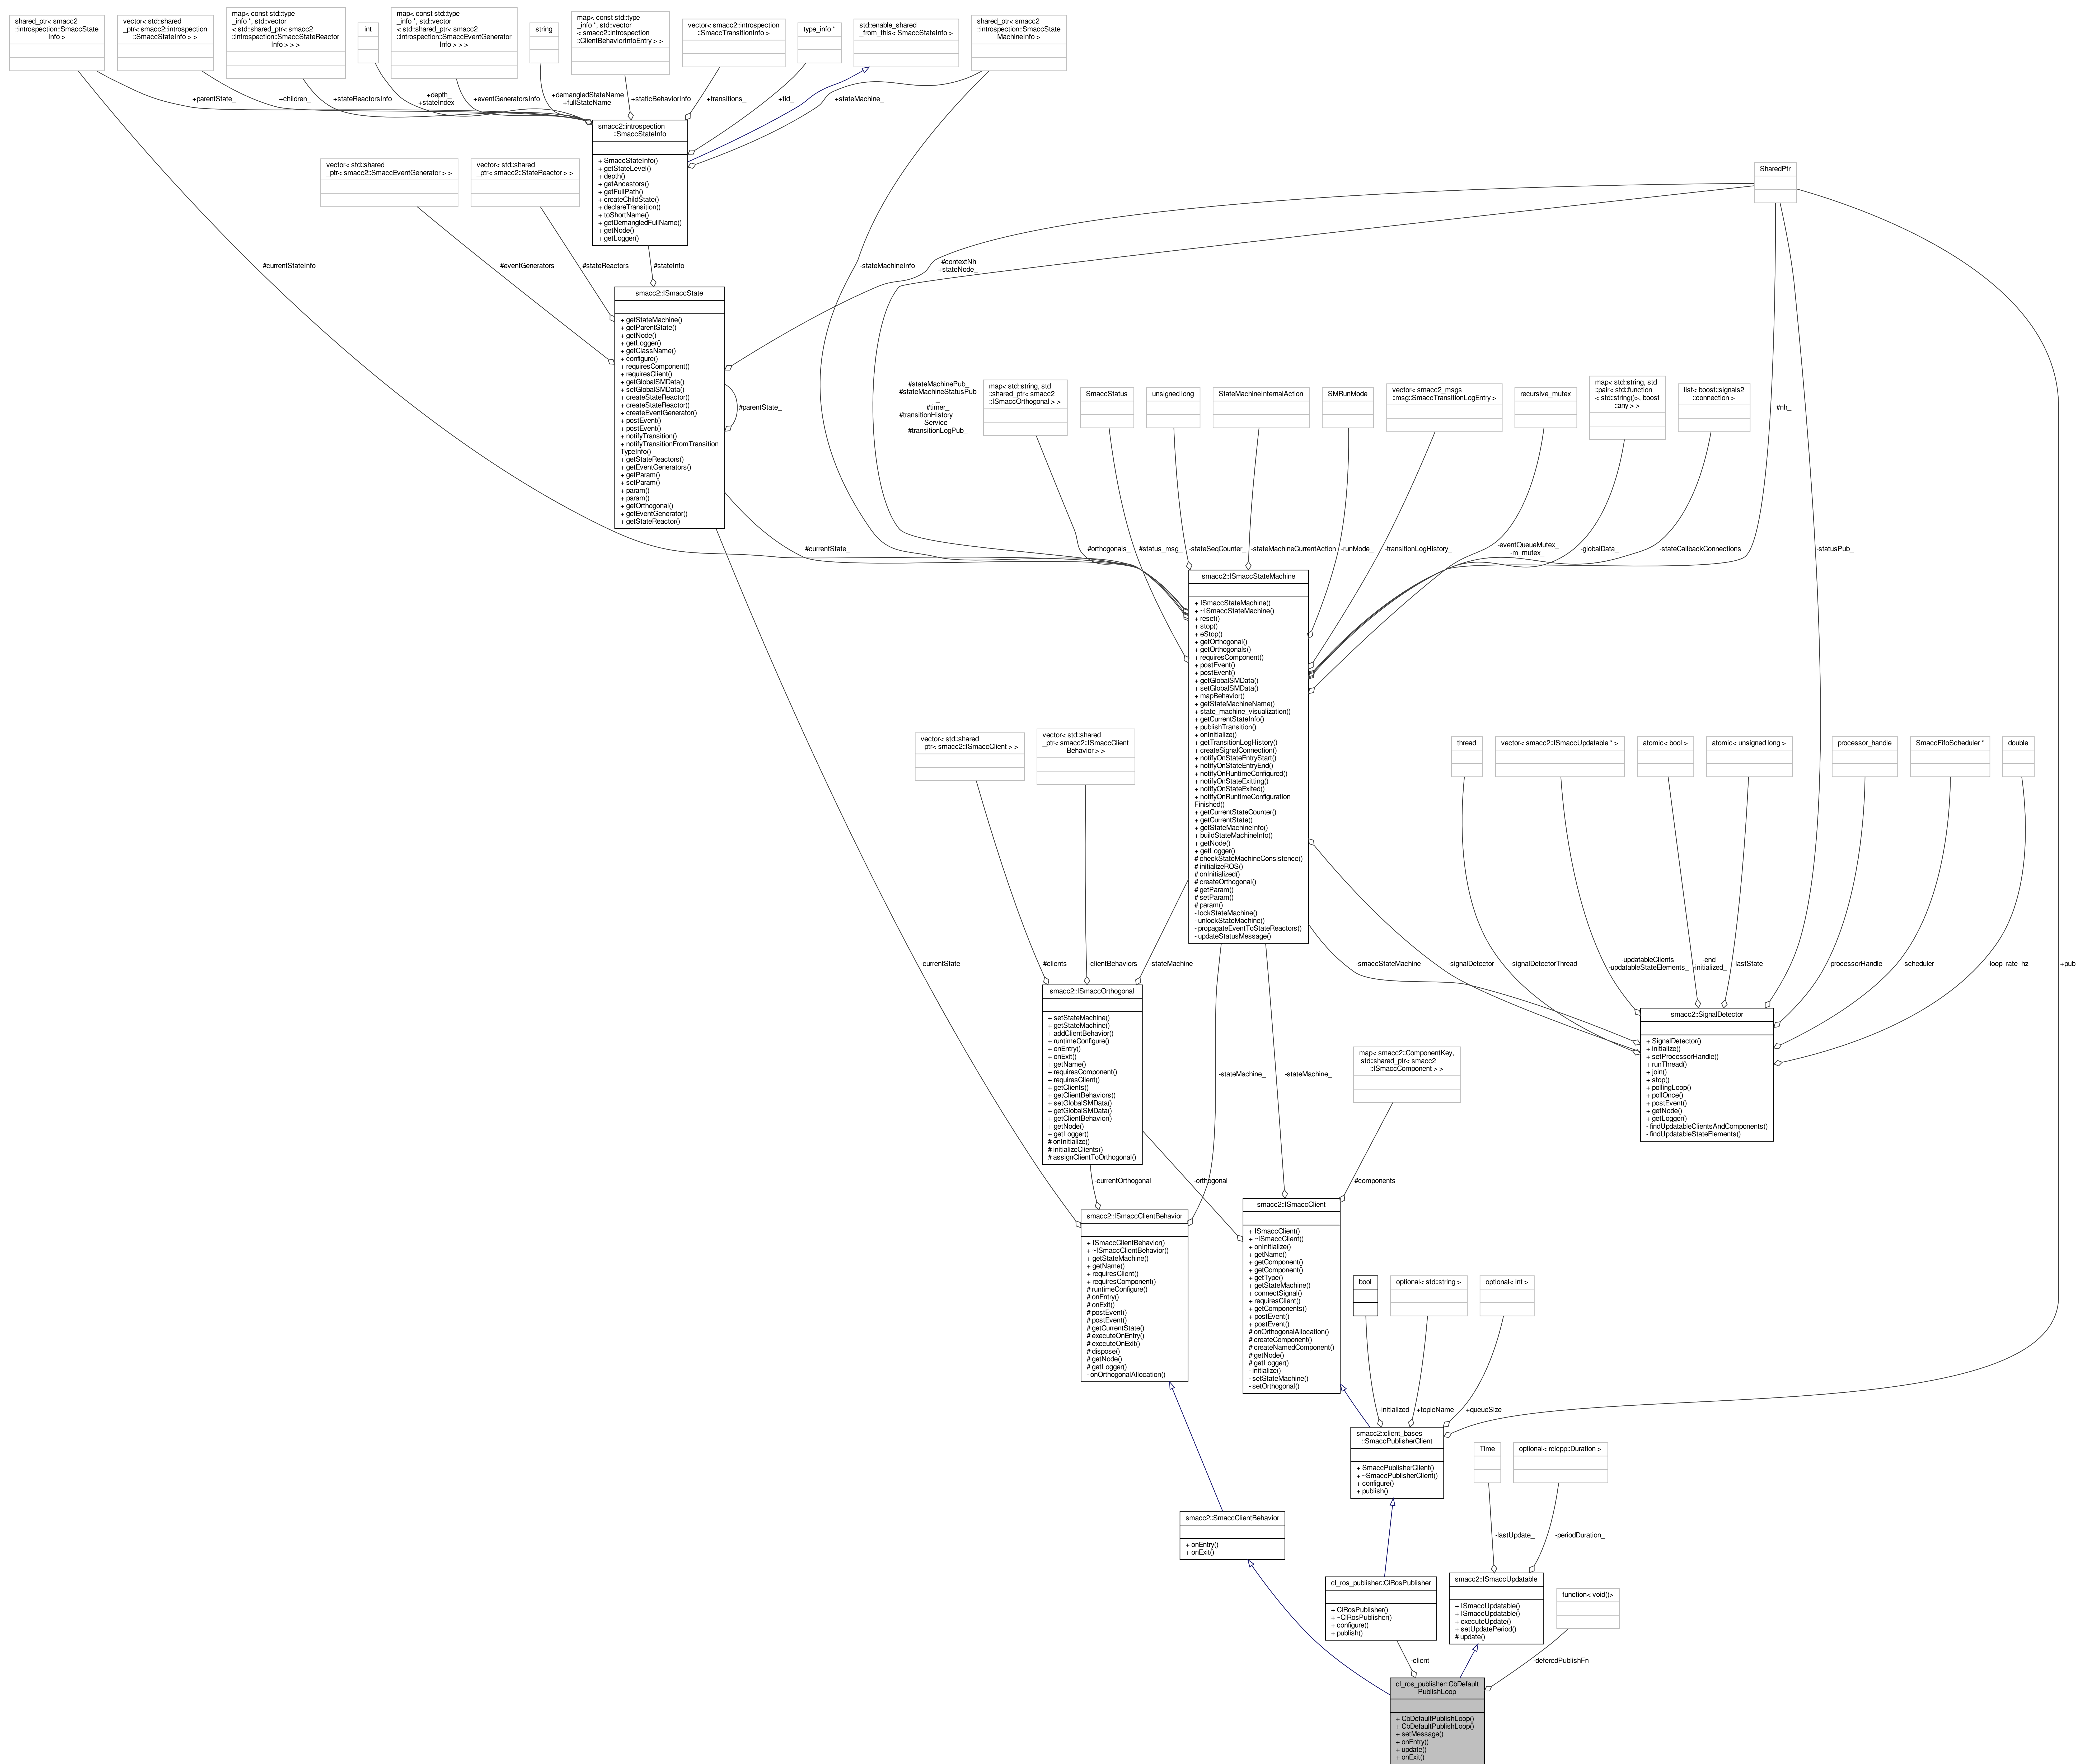 shared_ptr< smacc2
::introspection::SmaccState
Info >
vector< std::shared
_ptr< smacc2::introspection
::SmaccStateInfo > >
map< const std::type
_info *, std::vector
< std::shared_ptr< smacc2
::introspection::SmaccStateReactor
Info > > >
int
map< const std::type
_info *, std::vector
< std::shared_ptr< smacc2
::introspection::SmaccEventGenerator
Info > > >
string
map< const std::type
_info *, std::vector
< smacc2::introspection
::ClientBehaviorInfoEntry > >
vector< smacc2::introspection
::SmaccTransitionInfo >
type_info *
std::enable_shared
_from_this< SmaccStateInfo >
shared_ptr< smacc2
::introspection::SmaccState
MachineInfo >
+parentState_
+children_
+stateReactorsInfo
+depth_
+stateIndex_
+eventGeneratorsInfo
+demangledStateName
+fullStateName
+staticBehaviorInfo
+transitions_
+tid_
+stateMachine_
smacc2::introspection
::SmaccStateInfo
+ SmaccStateInfo()
+ getStateLevel()
+ depth()
+ getAncestors()
+ getFullPath()
+ createChildState()
+ declareTransition()
+ toShortName()
+ getDemangledFullName()
+ getNode()
+ getLogger()
vector< std::shared
_ptr< smacc2::SmaccEventGenerator > >
vector< std::shared
_ptr< smacc2::StateReactor > >
SharedPtr
#currentStateInfo_
#eventGenerators_
#stateReactors_
#stateInfo_
-stateMachineInfo_
#contextNh
+stateNode_
smacc2::ISmaccState
+ getStateMachine()
+ getParentState()
+ getNode()
+ getLogger()
+ getClassName()
+ configure()
+ requiresComponent()
+ requiresClient()
+ getGlobalSMData()
+ setGlobalSMData()
+ createStateReactor()
+ createStateReactor()
+ createEventGenerator()
+ postEvent()
+ postEvent()
+ notifyTransition()
+ notifyTransitionFromTransition
TypeInfo()
+ getStateReactors()
+ getEventGenerators()
+ getParam()
+ setParam()
+ param()
+ param()
+ getOrthogonal()
+ getEventGenerator()
+ getStateReactor()
#parentState_
#stateMachinePub_
#stateMachineStatusPub
_
#timer_
#transitionHistory
Service_
#transitionLogPub_
map< std::string, std
::shared_ptr< smacc2
::ISmaccOrthogonal > >
SmaccStatus
unsigned long
StateMachineInternalAction
SMRunMode
vector< smacc2_msgs
::msg::SmaccTransitionLogEntry >
recursive_mutex
map< std::string, std
::pair< std::function
< std::string()>, boost
::any > >
list< boost::signals2
::connection >
#nh_
#currentState_
#orthogonals_
#status_msg_
-stateSeqCounter_
-stateMachineCurrentAction
-runMode_
-transitionLogHistory_
-eventQueueMutex_
-m_mutex_
-globalData_
-stateCallbackConnections
-statusPub_
smacc2::ISmaccStateMachine
+ ISmaccStateMachine()
+ ~ISmaccStateMachine()
+ reset()
+ stop()
+ eStop()
+ getOrthogonal()
+ getOrthogonals()
+ requiresComponent()
+ postEvent()
+ postEvent()
+ getGlobalSMData()
+ setGlobalSMData()
+ mapBehavior()
+ getStateMachineName()
+ state_machine_visualization()
+ getCurrentStateInfo()
+ publishTransition()
+ onInitialize()
+ getTransitionLogHistory()
+ createSignalConnection()
+ notifyOnStateEntryStart()
+ notifyOnStateEntryEnd()
+ notifyOnRuntimeConfigured()
+ notifyOnStateExitting()
+ notifyOnStateExited()
+ notifyOnRuntimeConfiguration
Finished()
+ getCurrentStateCounter()
+ getCurrentState()
+ getStateMachineInfo()
+ buildStateMachineInfo()
+ getNode()
+ getLogger()
# checkStateMachineConsistence()
# initializeROS()
# onInitialized()
# createOrthogonal()
# getParam()
# setParam()
# param()
- lockStateMachine()
- unlockStateMachine()
- propagateEventToStateReactors()
- updateStatusMessage()
vector< std::shared
_ptr< smacc2::ISmaccClient > >
vector< std::shared
_ptr< smacc2::ISmaccClient
Behavior > >
thread
vector< smacc2::ISmaccUpdatable * >
atomic< bool >
atomic< unsigned long >
processor_handle
SmaccFifoScheduler *
double
-currentState
#clients_
-clientBehaviors_
-stateMachine_
-smaccStateMachine_
-signalDetector_
-signalDetectorThread_
-updatableClients_
-updatableStateElements_
-end_
-initialized_
-lastState_
-processorHandle_
-scheduler_
-loop_rate_hz
+pub_
smacc2::ISmaccOrthogonal
+ setStateMachine()
+ getStateMachine()
+ addClientBehavior()
+ runtimeConfigure()
+ onEntry()
+ onExit()
+ getName()
+ requiresComponent()
+ requiresClient()
+ getClients()
+ getClientBehaviors()
+ setGlobalSMData()
+ getGlobalSMData()
+ getClientBehavior()
+ getNode()
+ getLogger()
# onInitialize()
# initializeClients()
# assignClientToOrthogonal()
smacc2::SignalDetector
+ SignalDetector()
+ initialize()
+ setProcessorHandle()
+ runThread()
+ join()
+ stop()
+ pollingLoop()
+ pollOnce()
+ postEvent()
+ getNode()
+ getLogger()
- findUpdatableClientsAndComponents()
- findUpdatableStateElements()
map< smacc2::ComponentKey,
std::shared_ptr< smacc2
::ISmaccComponent > >
-stateMachine_
-stateMachine_
-currentOrthogonal
-orthogonal_
#components_
smacc2::ISmaccClientBehavior
+ ISmaccClientBehavior()
+ ~ISmaccClientBehavior()
+ getStateMachine()
+ getName()
+ requiresClient()
+ requiresComponent()
# runtimeConfigure()
# onEntry()
# onExit()
# postEvent()
# postEvent()
# getCurrentState()
# executeOnEntry()
# executeOnExit()
# dispose()
# getNode()
# getLogger()
- onOrthogonalAllocation()
smacc2::ISmaccClient
+ ISmaccClient()
+ ~ISmaccClient()
+ onInitialize()
+ getName()
+ getComponent()
+ getComponent()
+ getType()
+ getStateMachine()
+ connectSignal()
+ requiresClient()
+ getComponents()
+ postEvent()
+ postEvent()
# onOrthogonalAllocation()
# createComponent()
# createNamedComponent()
# getNode()
# getLogger()
- initialize()
- setStateMachine()
- setOrthogonal()
bool
optional< std::string >
optional< int >
-initialized_
+topicName
+queueSize
smacc2::client_bases
::SmaccPublisherClient
+ SmaccPublisherClient()
+ ~SmaccPublisherClient()
+ configure()
+ publish()
Time
optional< rclcpp::Duration >
-lastUpdate_
-periodDuration_
smacc2::SmaccClientBehavior
+ onEntry()
+ onExit()
cl_ros_publisher::ClRosPublisher
+ ClRosPublisher()
+ ~ClRosPublisher()
+ configure()
+ publish()
smacc2::ISmaccUpdatable
+ ISmaccUpdatable()
+ ISmaccUpdatable()
+ executeUpdate()
+ setUpdatePeriod()
# update()
function< void()>
-client_
-deferedPublishFn
cl_ros_publisher::CbDefault
PublishLoop
+ CbDefaultPublishLoop()
+ CbDefaultPublishLoop()
+ setMessage()
+ onEntry()
+ update()
+ onExit()